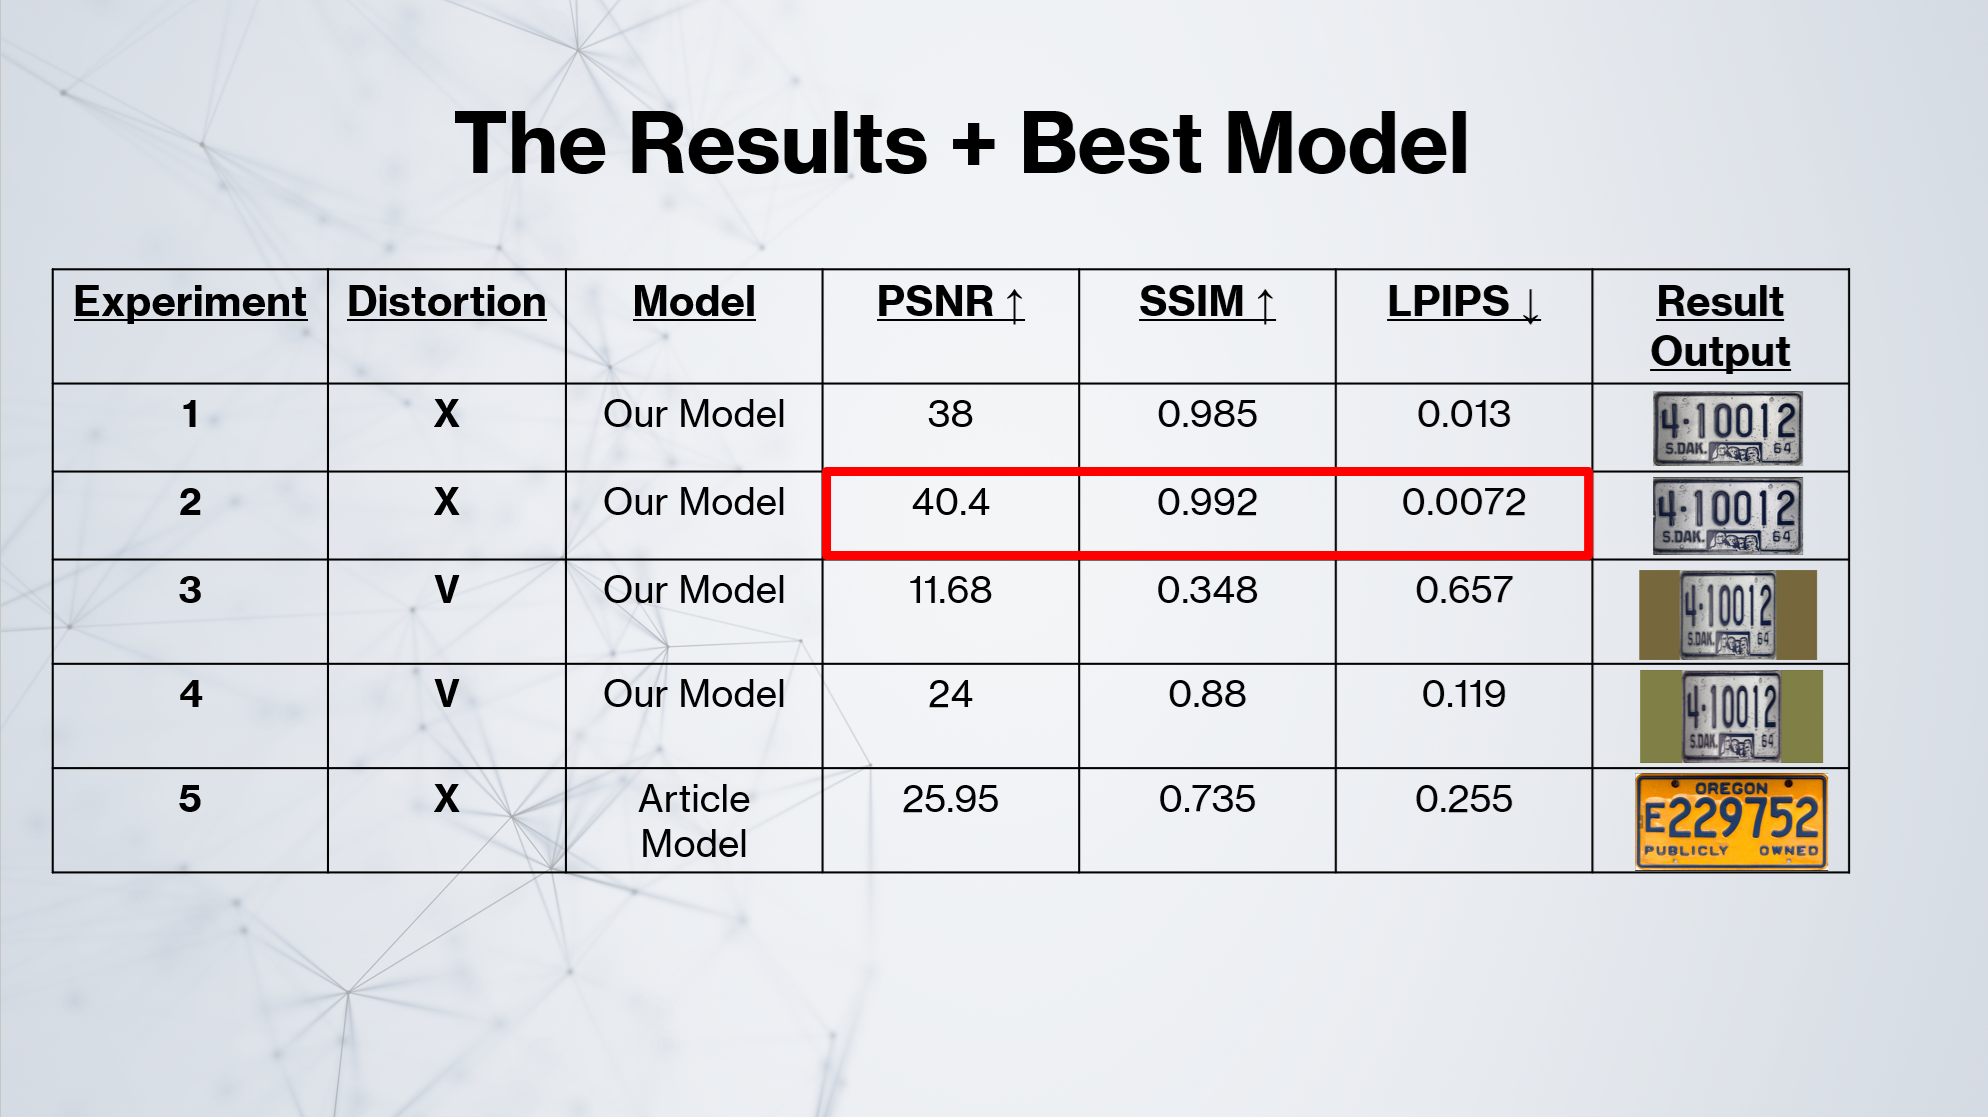 The Results + Best Model
Experiment Distortion Model PSNR ↑ SSIM ↑ LPIPS ↓ Result
Output
1 X Our Model 38 0.985 0.013
4·10012
S.DAK. 64
2 X Our Model 40.4 0.992 0.0072
4·10012
S.DAK. 64
3 V Our Model 11.68 0.348 0.657
4·10012
S.DAK. 64
4 V Our Model 24 0.88 0.119
4·10012
S.DAK. 64
5 X Article 25.95 0.735 0.255
Model
OREGON
E229752
PUBLICLY OWNED